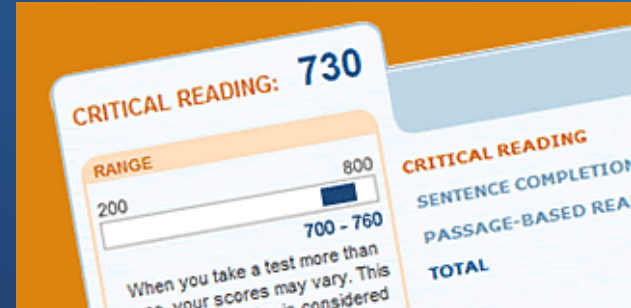 CRITICAL READING: 730
RANGE
200 800
700 - 760
When you take a test more than
your scores may vary. This
considered
CRITICAL READING
SENTENCE COMPLETION
PASSAGE-BASED REA
TOTAL